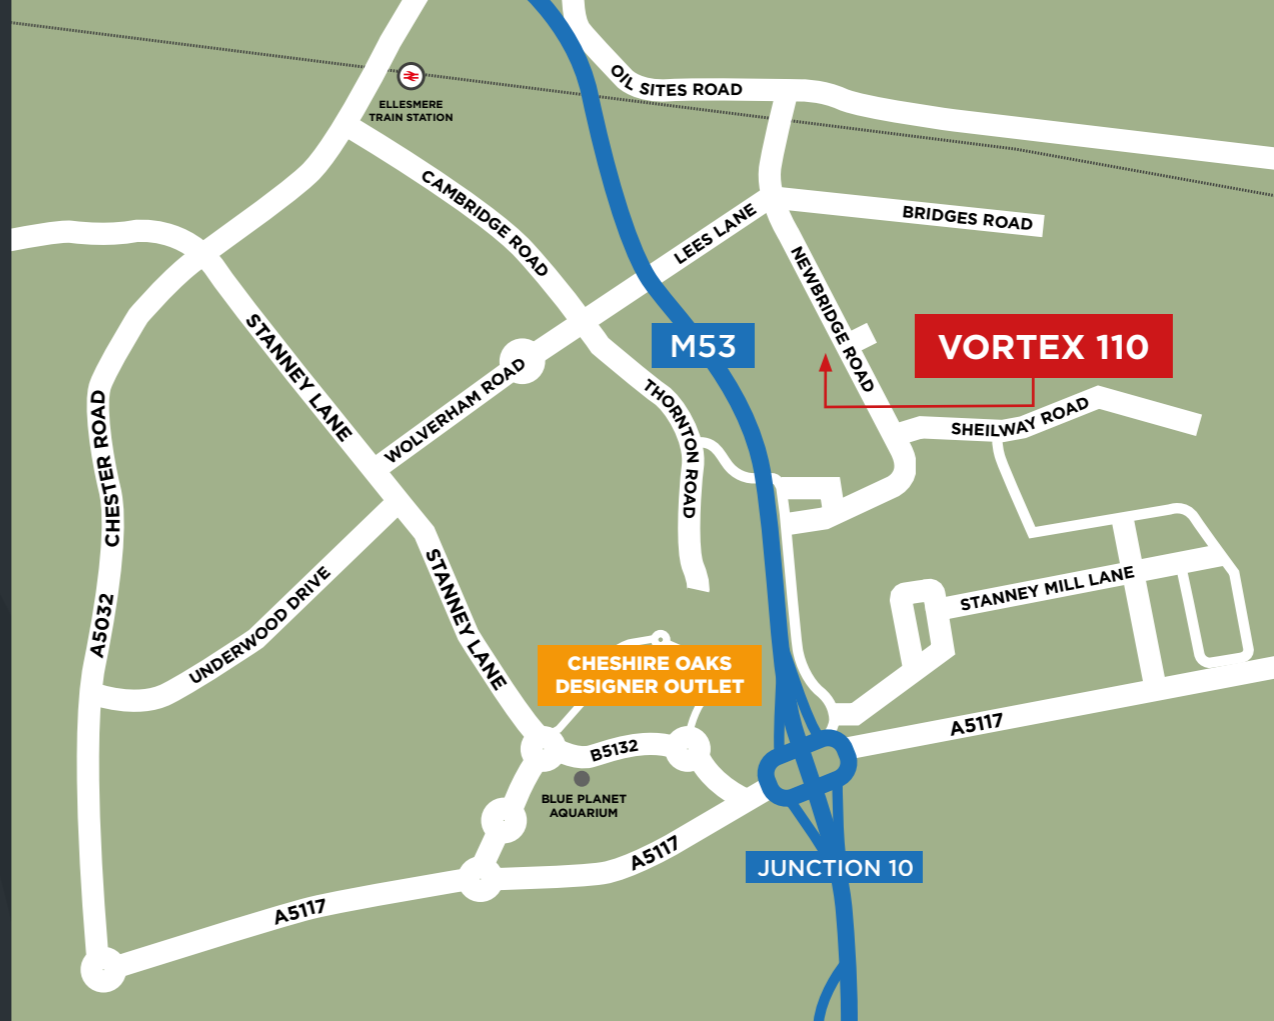 OIL SITES ROAD
ELLESMERE
TRAIN STATION
CAMBRIDGE ROAD
LEES LANE
BRIDGES ROAD
NEWBRIDGE ROAD
STANNEY LANE
M53
VORTEX 110
WOLVERHAM ROAD
THORNTON ROAD
SHEILWAY ROAD
CHESTER ROAD
A5032
UNDERWOOD DRIVE
STANNEY LANE
STANNEY MILL LANE
CHESHIRE OAKS
DESIGNER OUTLET
A5117
B5132
BLUE PLANET
AQUARIUM
A5117
JUNCTION 10
A5117